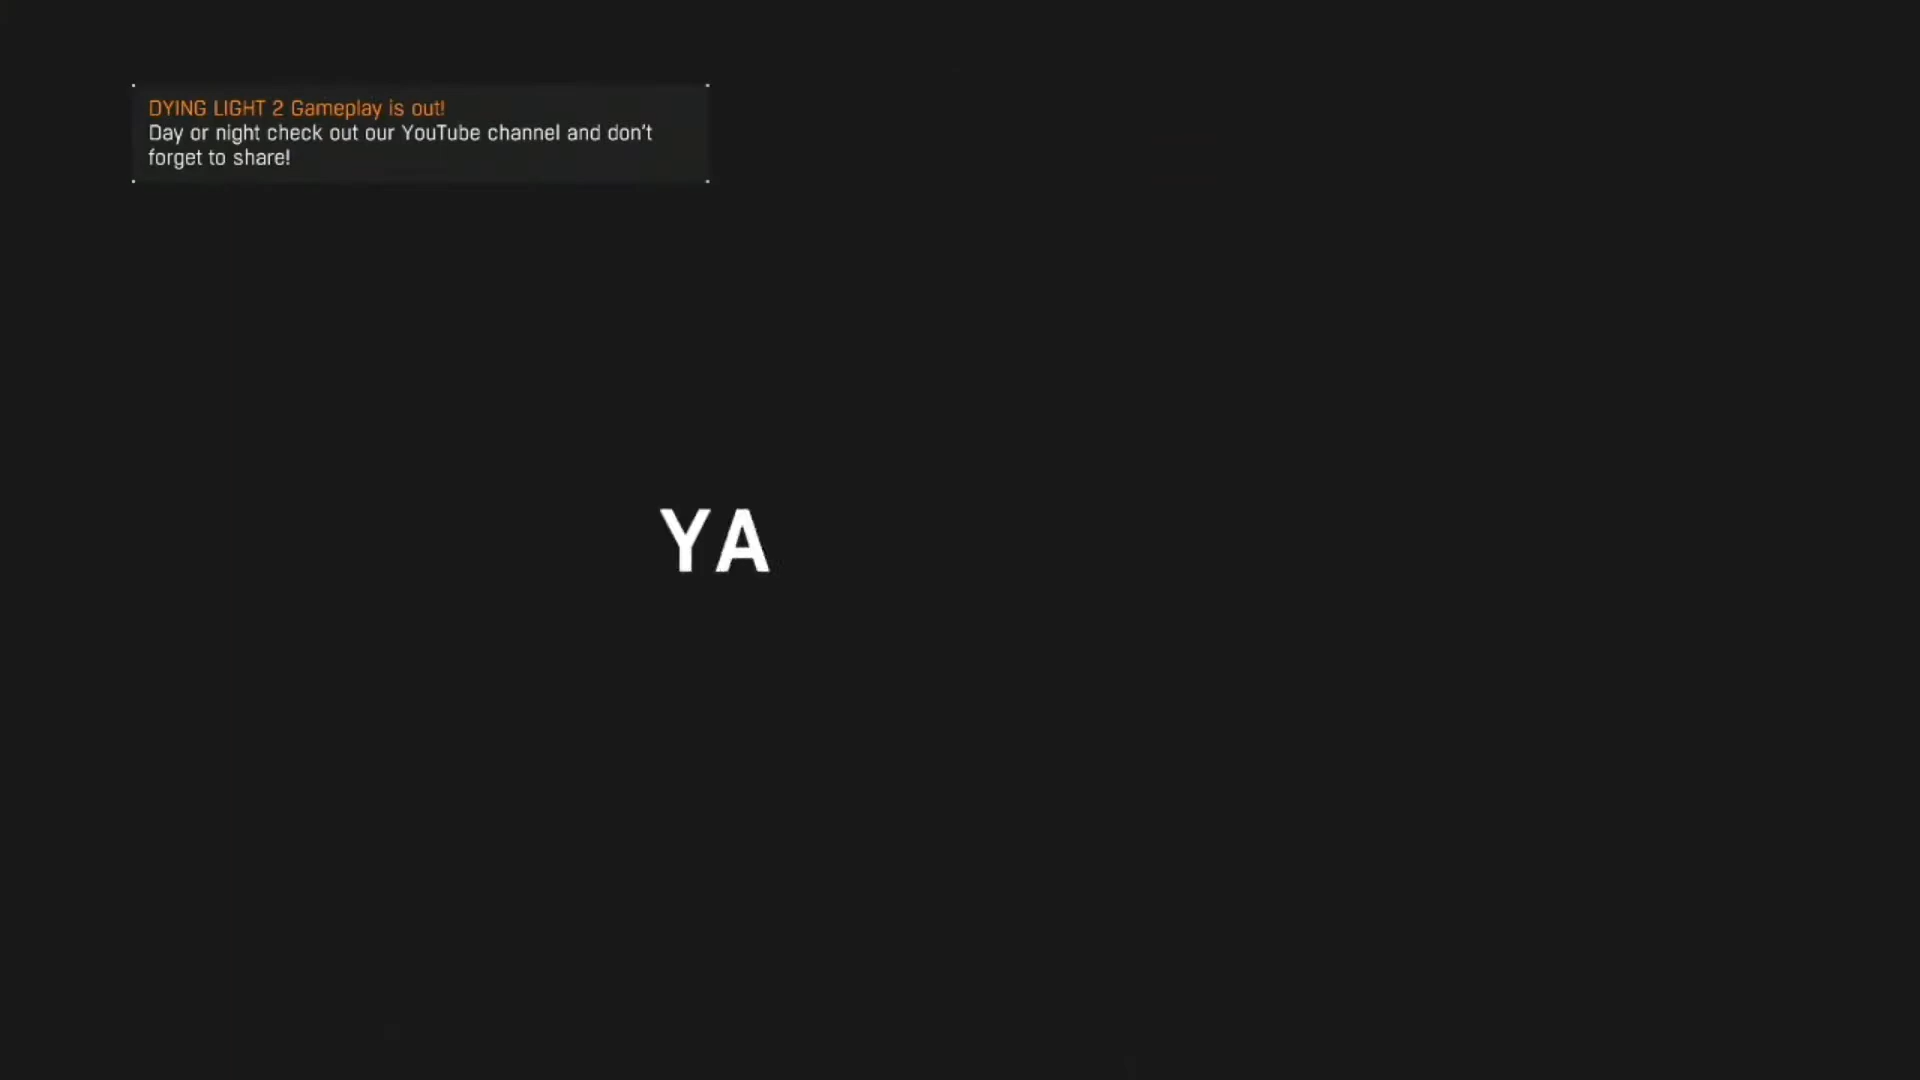 DYING LIGHT 2 Gameplay is out!
Day or night check out our YouTube channel and don't
forget to share!
YA